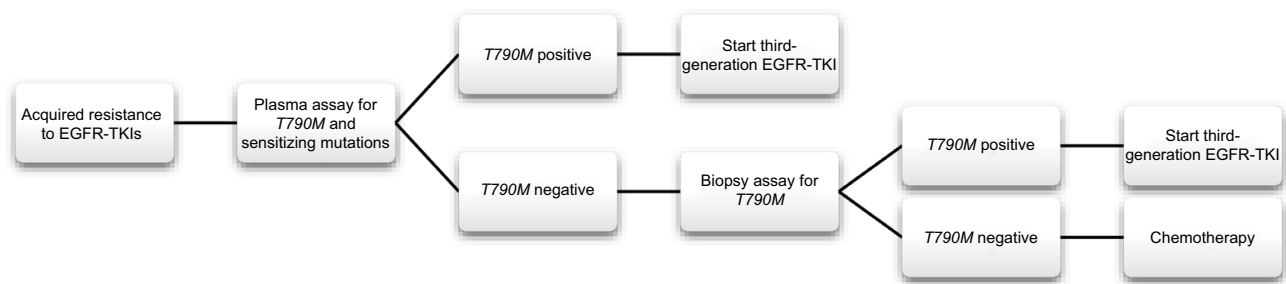 Acquired resistance
to EGFR-TKIs
Plasma assay for
T790M and
sensitizing mutations
T790M positive
Start third-
generation EGFR-TKI
T790M negative
Biopsy assay for
T790M
T790M positive
Start third-
generation EGFR-TKI
T790M negative
Chemotherapy